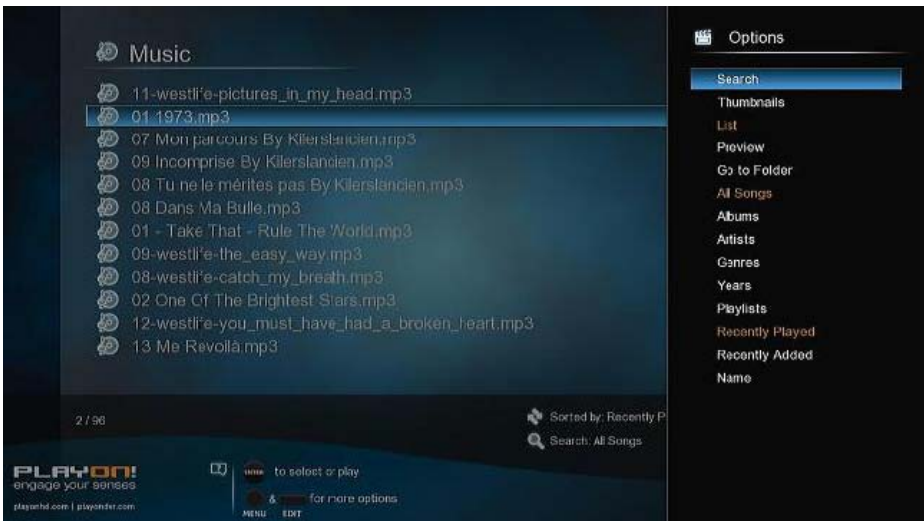 Music
11-westlife-pictures_in_my_head.mp3
01 1973.mp3
07 Mon parcours By Kilerslancien.mp3
09 Incomprise By Kilerslancien.mp3
08 Tu ne le mérites pas By Kilerslancien.mp3
08 Dans Ma Bulle.mp3
01 - Take That - Rule The World.mp3
09-westlife-the_easy_way.mp3
08-westlife-catch_my_breath.mp3
02 One Of The Brightest Stars.mp3
12-westlife-you_must_have_had_a_broken_heart.mp3
13 Me Revoilà.mp3
2 / 96
Sorted by: Recently P
Search: All Songs
PLAYON!
engage your senses
playonhd.com | playondvr.com
ENTER to select or play
& for more options
MENU EDIT
Options
Search
Thumbnails
List
Preview
Go to Folder
All Songs
Albums
Artists
Genres
Years
Playlists
Recently Played
Recently Added
Name